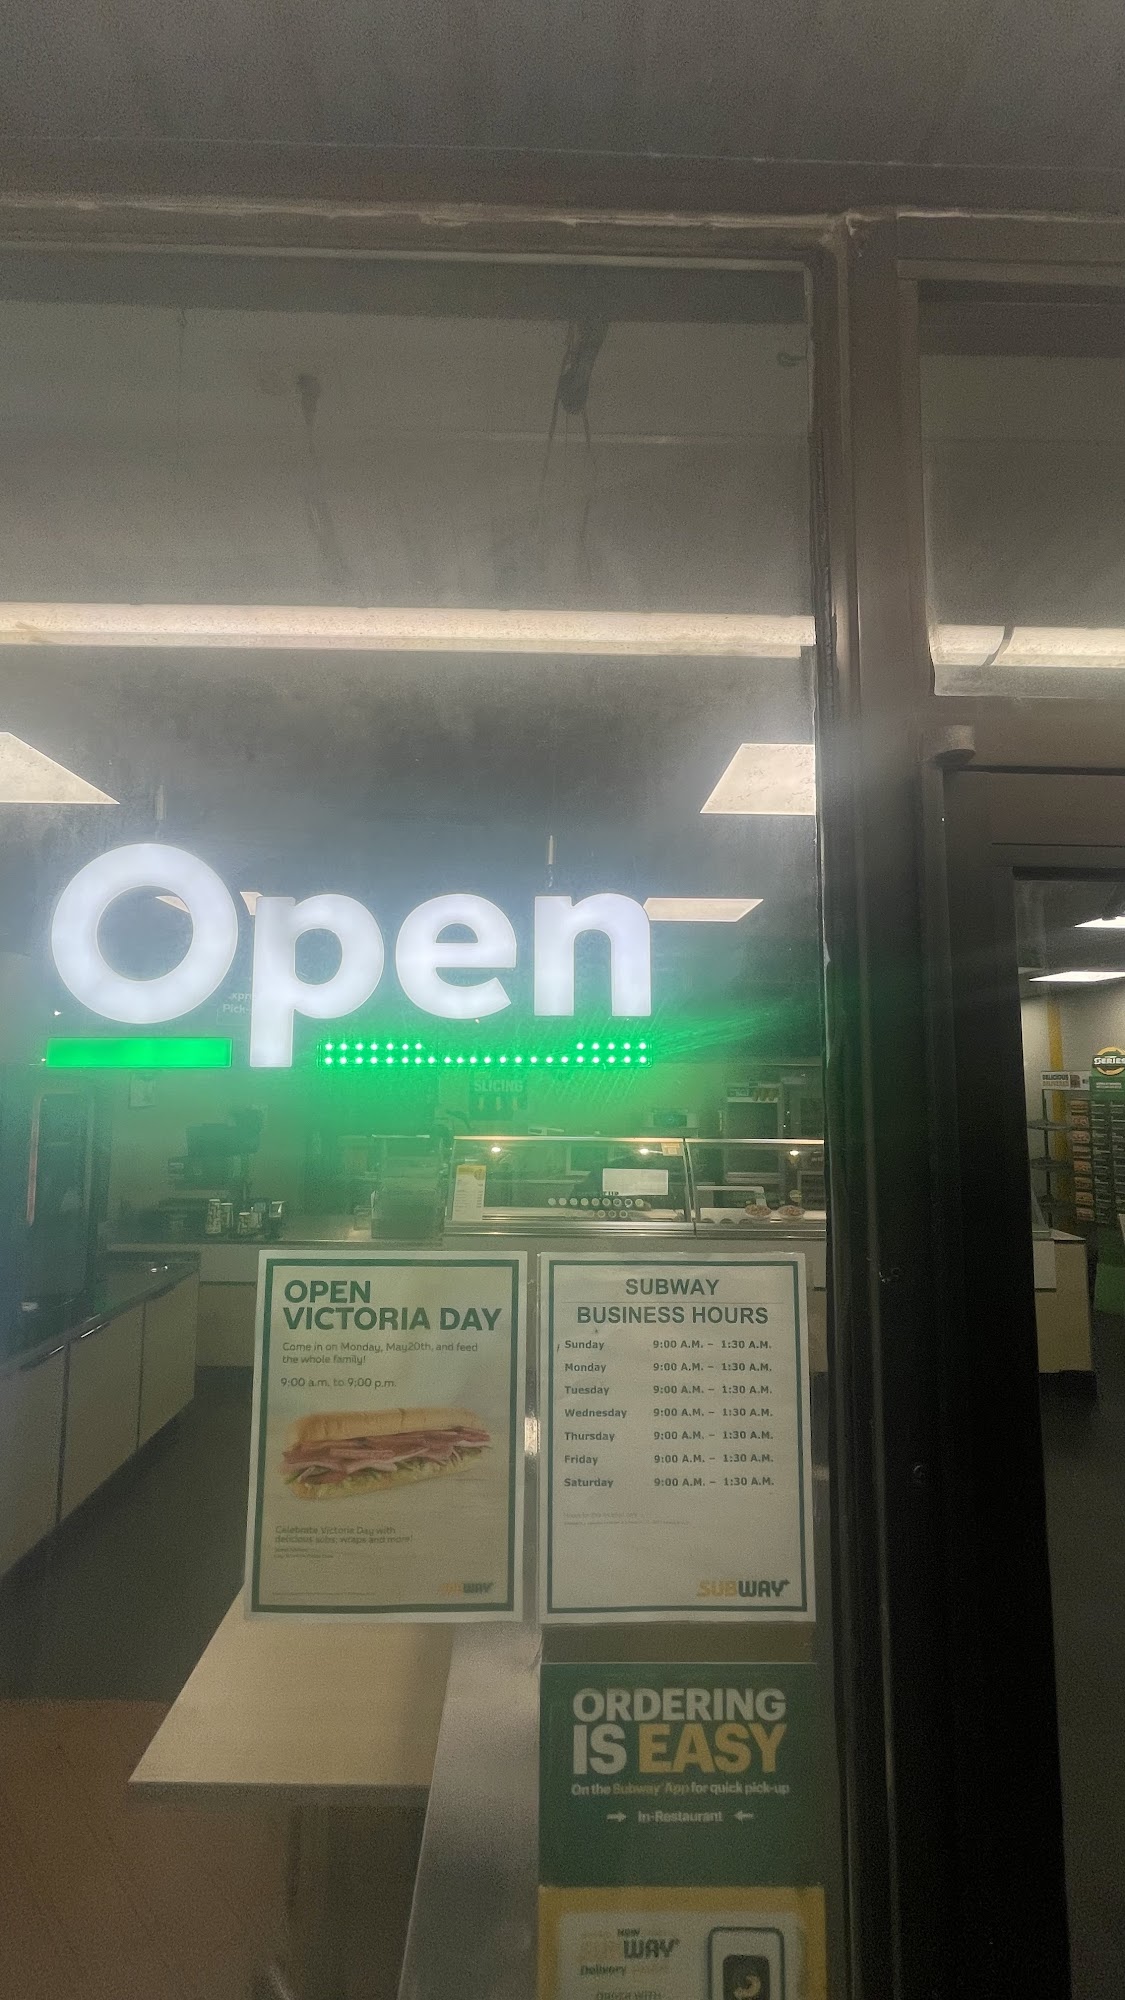 Open
SLICING
SERIES
OPEN
VICTORIA DAY
Come in on Monday, May20th, and feed
the whole family!
9:00 a.m. to 9:00 p.m.
Celebrate Victoria Day with
delicious subs, wraps and more!
SUBWAY
SUBWAY
BUSINESS HOURS
Sunday 9:00 A.M. – 1:30 A.M.
Monday 9:00 A.M. – 1:30 A.M.
Tuesday 9:00 A.M. – 1:30 A.M.
Wednesday 9:00 A.M. – 1:30 A.M.
Thursday 9:00 A.M. – 1:30 A.M.
Friday 9:00 A.M. – 1:30 A.M.
Saturday 9:00 A.M. – 1:30 A.M.
SUBWAY
ORDERING
IS EASY
On the Subway App for quick pick-up
In-Restaurant
SUBWAY
Delivery